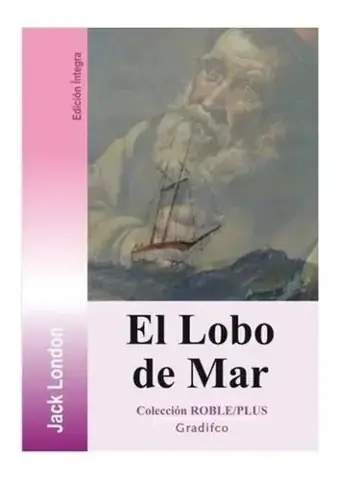 Edición Íntegra
Jack London
El Lobo
de Mar
Colección ROBLE/PLUS
Gradifco